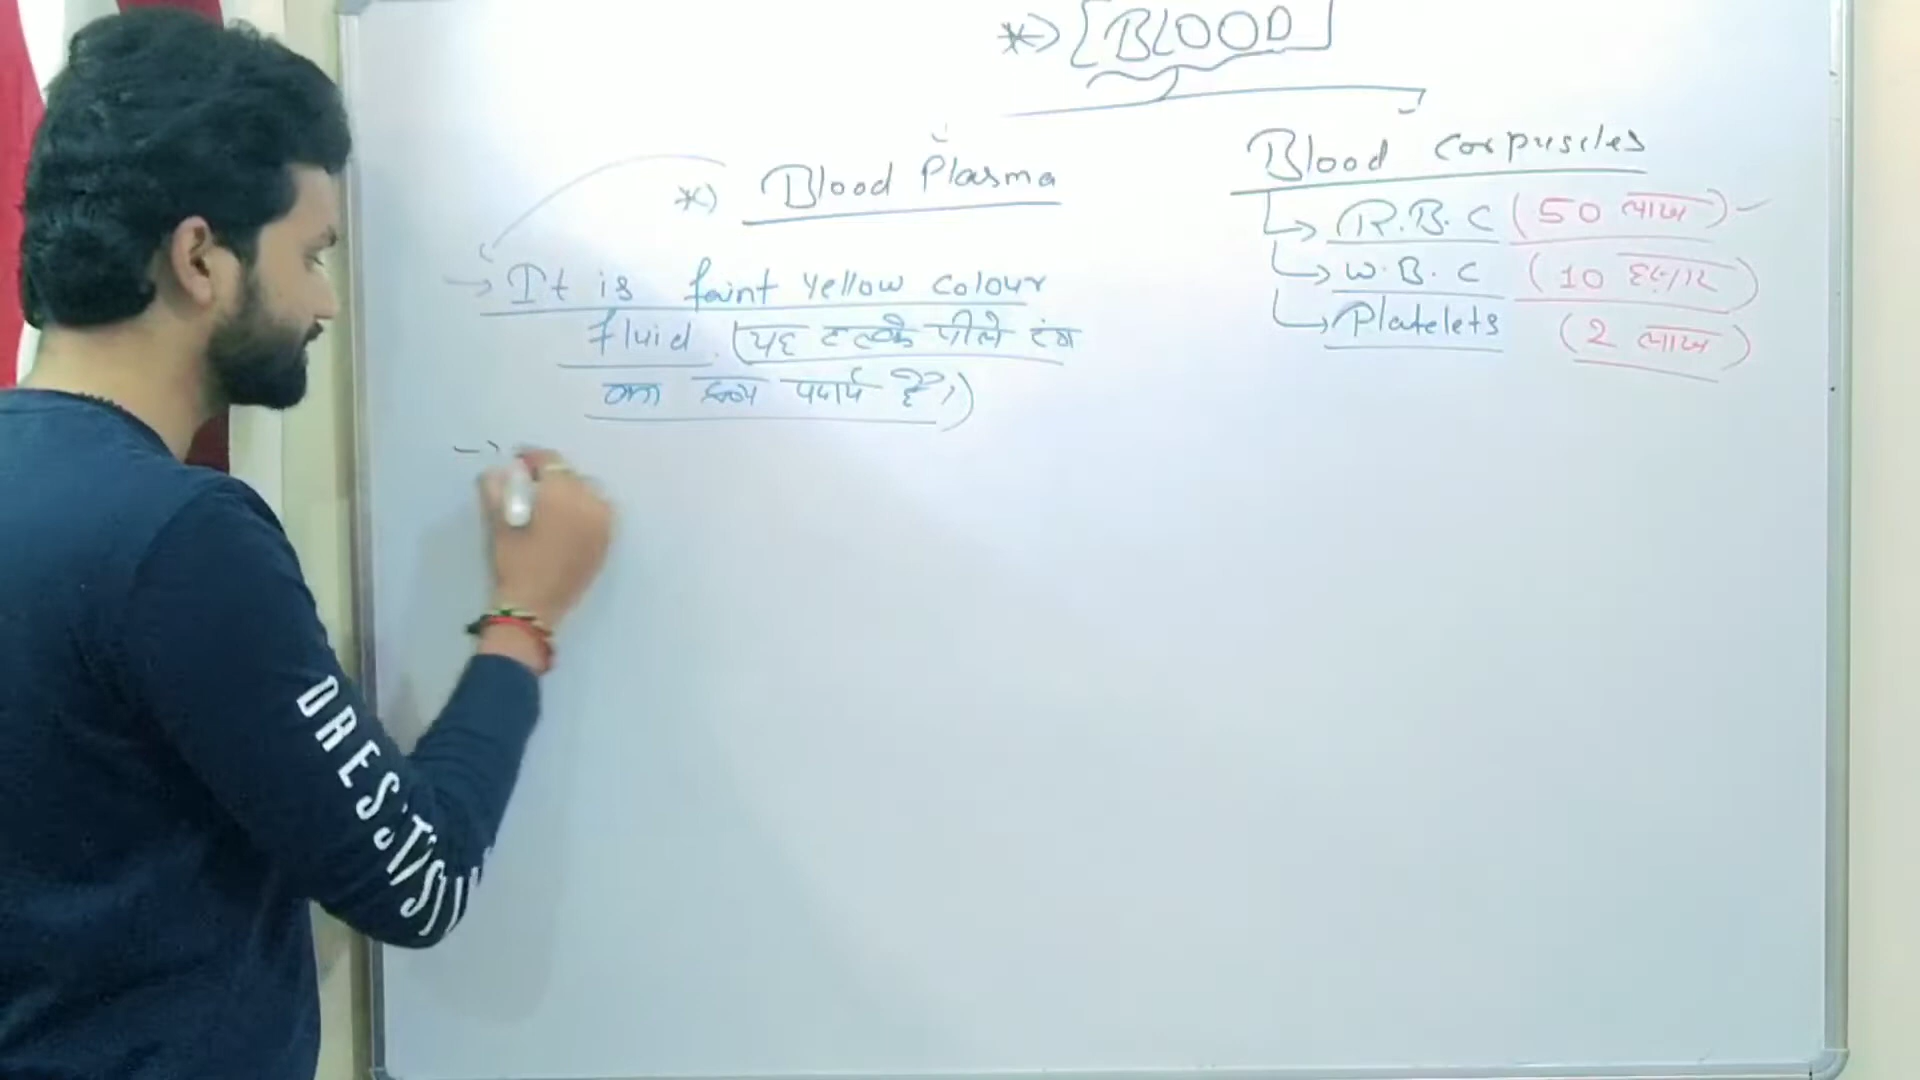 *→ [BLOOD]
*) Blood Plasma
→ It is faint yellow colour
fluid. (यह हल्के पीले रंग
का द्रव्य पदार्थ है,)
→
Blood corpuscles
→ R.B.C (50 लाख)
→ W.B.C (10 हजार)
→ Platelets (2 लाख)